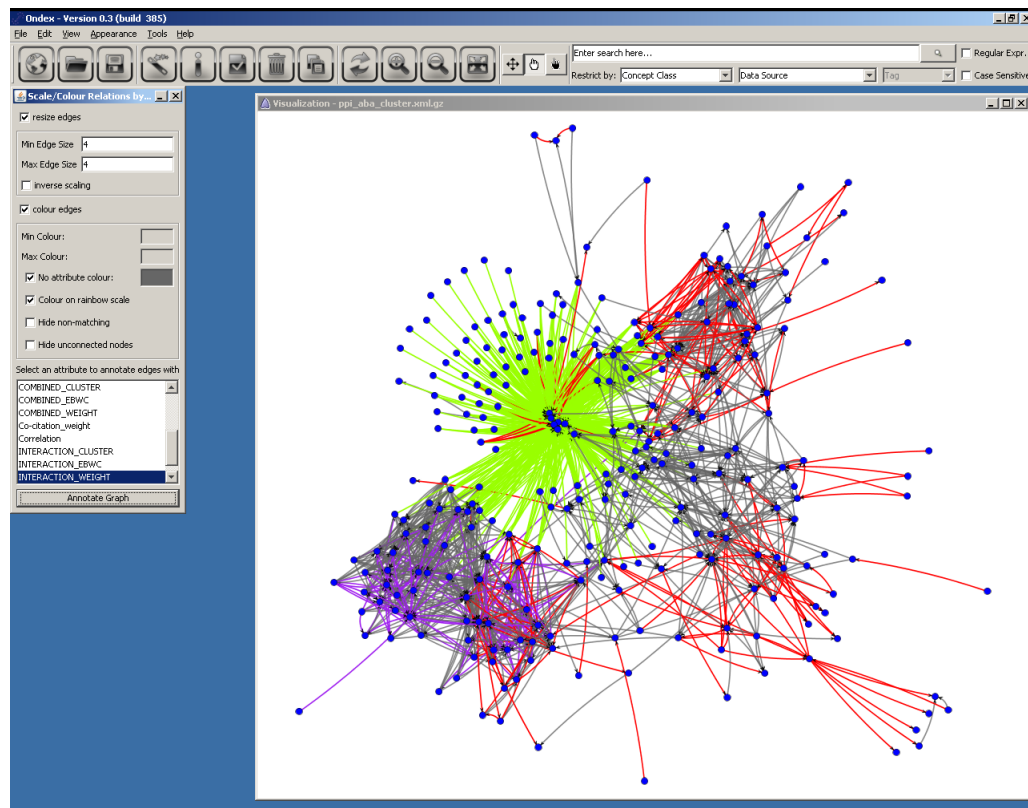 Ondex - Version 0.3 (build 385)
File Edit View Appearance Tools Help
Enter search here...
Regular Expr.
Restrict by: Concept Class Data Source Tag Case Sensitive
Scale/Colour Relations by...
Visualization - ppi_aba_cluster.xml.gz
resize edges
Min Edge Size 4
Max Edge Size 4
inverse scaling
colour edges
Min Colour:
Max Colour:
No attribute colour:
Colour on rainbow scale
Hide non-matching
Hide unconnected nodes
Select an attribute to annotate edges with
COMBINED_CLUSTER
COMBINED_EBWC
COMBINED_WEIGHT
Co-citation_weight
Correlation
INTERACTION_CLUSTER
INTERACTION_EBWC
INTERACTION_WEIGHT
Annotate Graph